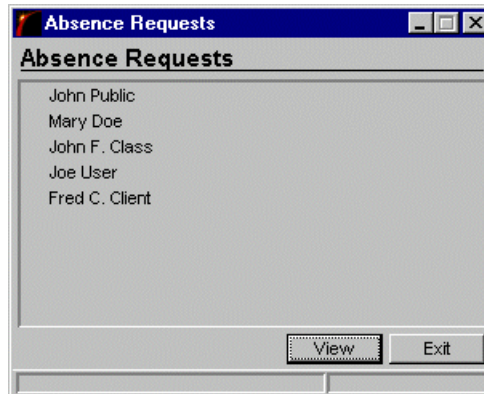 Absence Requests
Absence Requests
John Public
Mary Doe
John F. Class
Joe User
Fred C. Client
View Exit